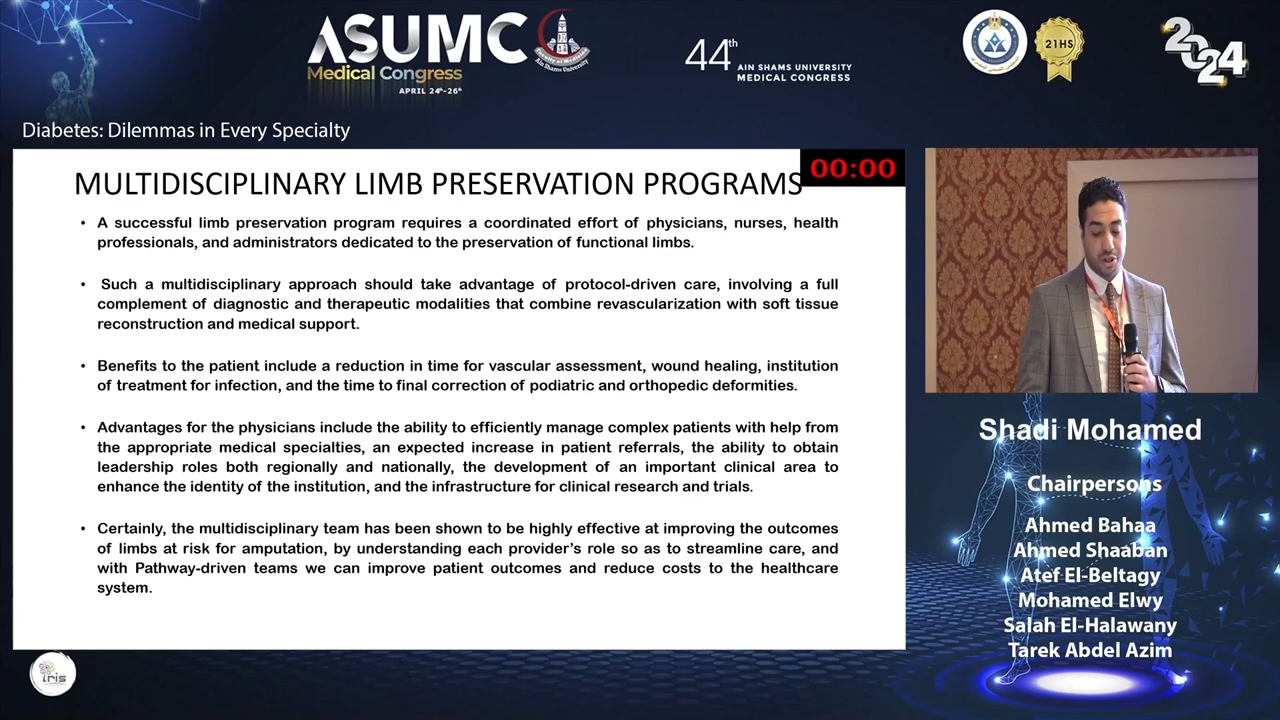 ASUMC
Medical Congress
APRIL 24th-26th
Ain Shams University
44th AIN SHAMS UNIVERSITY
MEDICAL CONGRESS
21HS
2024
Diabetes: Dilemmas in Every Specialty
00:00
MULTIDISCIPLINARY LIMB PRESERVATION PROGRAMS
• A successful limb preservation program requires a coordinated effort of physicians, nurses, health
professionals, and administrators dedicated to the preservation of functional limbs.
• Such a multidisciplinary approach should take advantage of protocol-driven care, involving a full
complement of diagnostic and therapeutic modalities that combine revascularization with soft tissue
reconstruction and medical support.
• Benefits to the patient include a reduction in time for vascular assessment, wound healing, institution
of treatment for infection, and the time to final correction of podiatric and orthopedic deformities.
• Advantages for the physicians include the ability to efficiently manage complex patients with help from
the appropriate medical specialties, an expected increase in patient referrals, the ability to obtain
leadership roles both regionally and nationally, the development of an important clinical area to
enhance the identity of the institution, and the infrastructure for clinical research and trials.
• Certainly, the multidisciplinary team has been shown to be highly effective at improving the outcomes
of limbs at risk for amputation, by understanding each provider's role so as to streamline care, and
with Pathway-driven teams we can improve patient outcomes and reduce costs to the healthcare
system.
Shadi Mohamed
Chairpersons
Ahmed Bahaa
Ahmed Shaaban
Atef El-Beltagy
Mohamed Elwy
Salah El-Halawany
Tarek Abdel Azim
iris